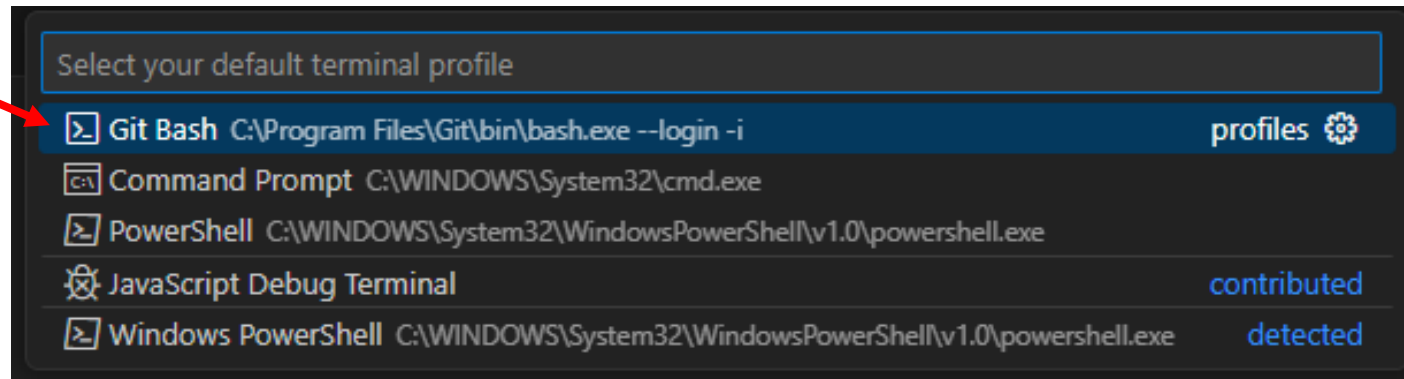 Select your default terminal profile
Git Bash C:\Program Files\Git\bin\bash.exe --login -i profiles
Command Prompt C:\WINDOWS\System32\cmd.exe
PowerShell C:\WINDOWS\System32\WindowsPowerShell\v1.0\powershell.exe
JavaScript Debug Terminal contributed
Windows PowerShell C:\WINDOWS\System32\WindowsPowerShell\v1.0\powershell.exe detected